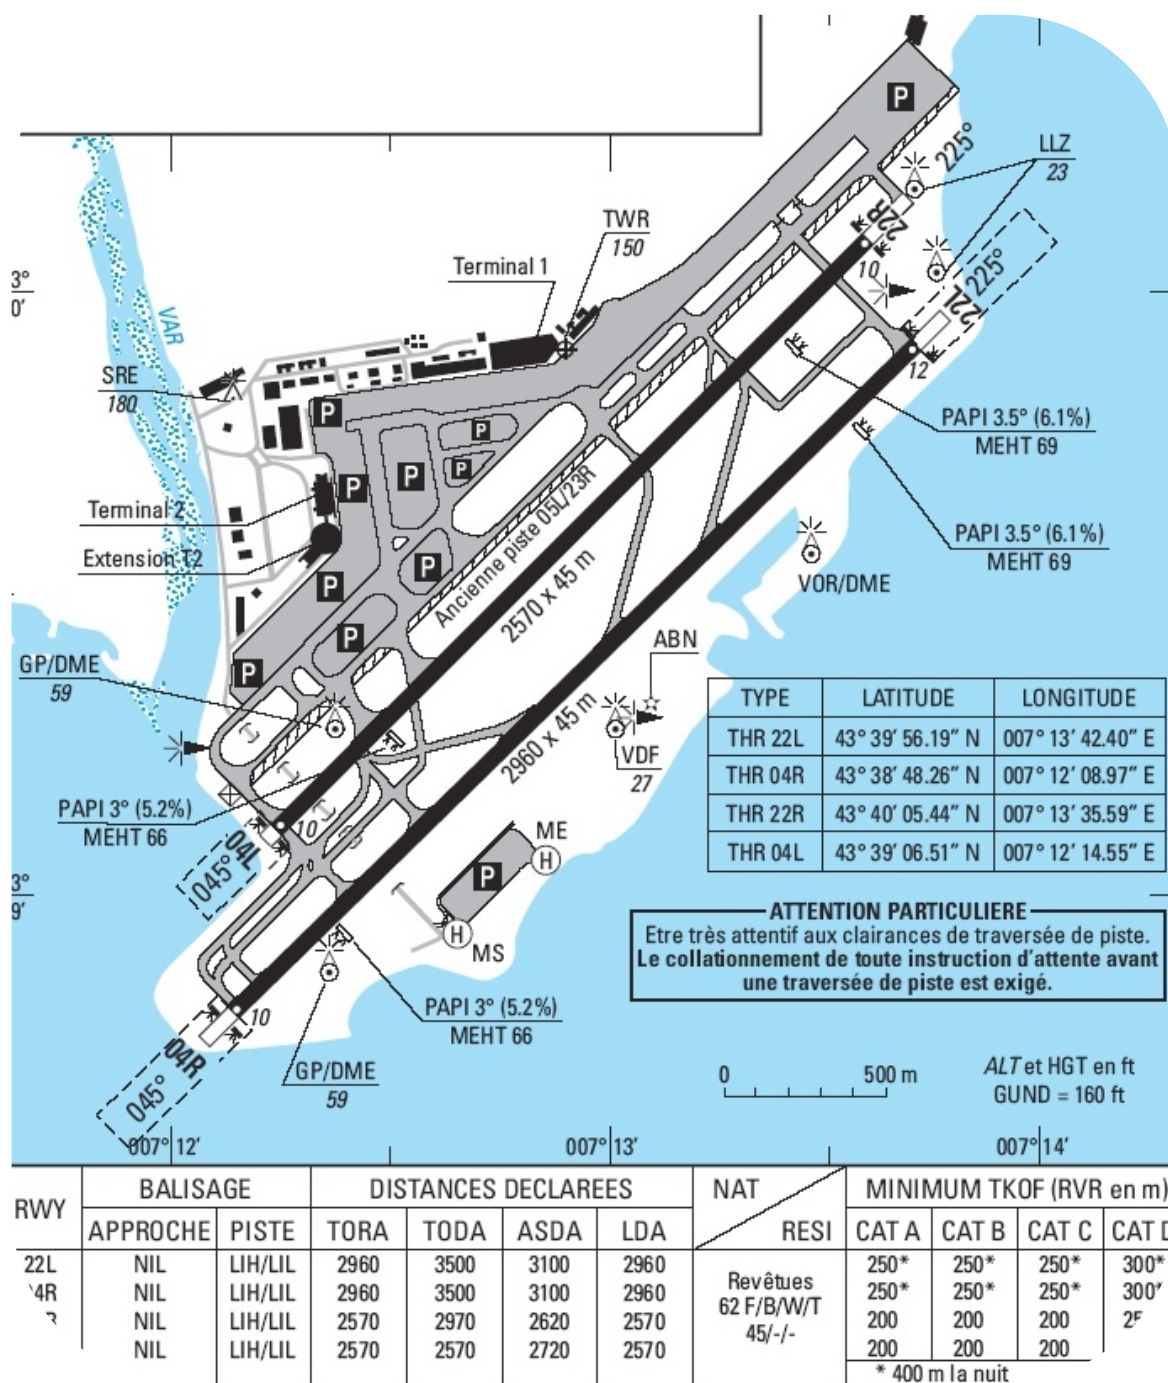 P
225°
LLZ
23
22R
TWR
150
Terminal 1
10
22L
225°
3°
0'
VAR
SRE
180
12
P
P
P
PAPI 3.5° (6.1%)
MEHT 69
P
P
Terminal 2
Ancienne piste 05L/23R
PAPI 3.5° (6.1%)
MEHT 69
Extension T2
P
P
2570 x 45 m
VOR/DME
P
ABN
GP/DME
59
P
TYPE LATITUDE LONGITUDE
THR 22L 43° 39' 56.19" N 007° 13' 42.40" E
THR 04R 43° 38' 48.26" N 007° 12' 08.97" E
THR 22R 43° 40' 05.44" N 007° 13' 35.59" E
THR 04L 43° 39' 06.51" N 007° 12' 14.55" E
2960 x 45 m
VDF
27
PAPI 3° (5.2%)
MEHT 66
10
04L
045°
ME
H
P
3°
9'
H
MS
ATTENTION PARTICULIERE
Etre très attentif aux clairances de traversée de piste.
Le collationnement de toute instruction d'attente avant
une traversée de piste est exigé.
10
PAPI 3° (5.2%)
MEHT 66
04R
045°
GP/DME
59
0 500 m
ALT et HGT en ft
GUND = 160 ft
007° 12' 007° 13' 007° 14'
RWY BALISAGE DISTANCES DECLAREES NAT RESI MINIMUM TKOF (RVR en m)
APPROCHE PISTE TORA TODA ASDA LDA CAT A CAT B CAT C CAT
22L NIL LIH/LIL 2960 3500 3100 2960 250* 250* 250* 300*
4R NIL LIH/LIL 2960 3500 3100 2960 250* 250* 250* 300*
NIL LIH/LIL 2570 2970 2620 2570 200 200 200
NIL LIH/LIL 2570 2570 2720 2570 200 200 200
Revêtues
62 F/B/W/T
45/-/-
* 400 m la nuit